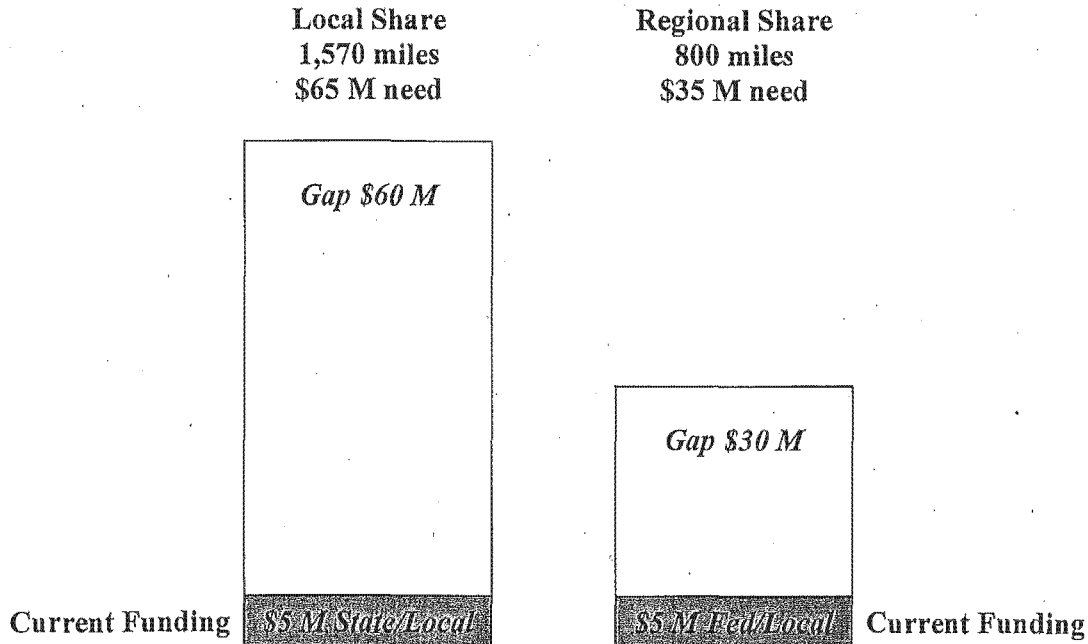 Local Share
1,570 miles
$65 M need
Regional Share
800 miles
$35 M need
Gap $60 M
Gap $30 M
Current Funding
$5 M State/Local
$5 M Fed/Local
Current Funding